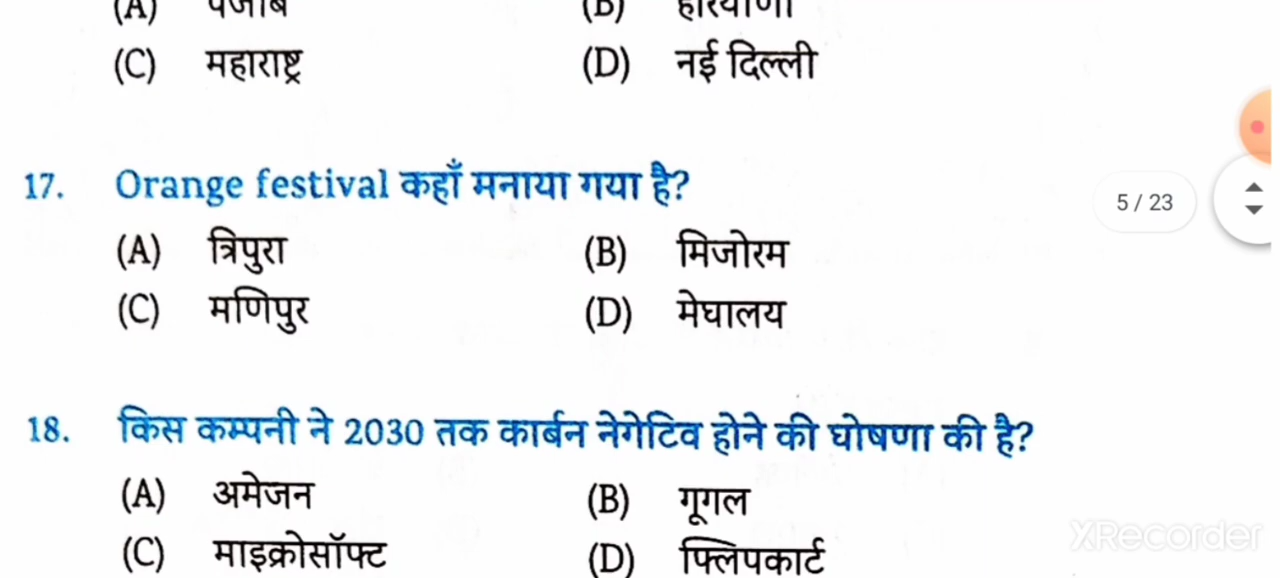 (A) पंजाब (B) हरियाणा
(C) महाराष्ट्र (D) नई दिल्ली
17. Orange festival कहाँ मनाया गया है?
5 / 23
(A) त्रिपुरा (B) मिजोरम
(C) मणिपुर (D) मेघालय
18. किस कम्पनी ने 2030 तक कार्बन नेगेटिव होने की घोषणा की है?
(A) अमेजन (B) गूगल
(C) माइक्रोसॉफ्ट (D) फ्लिपकार्ट
XRecorder